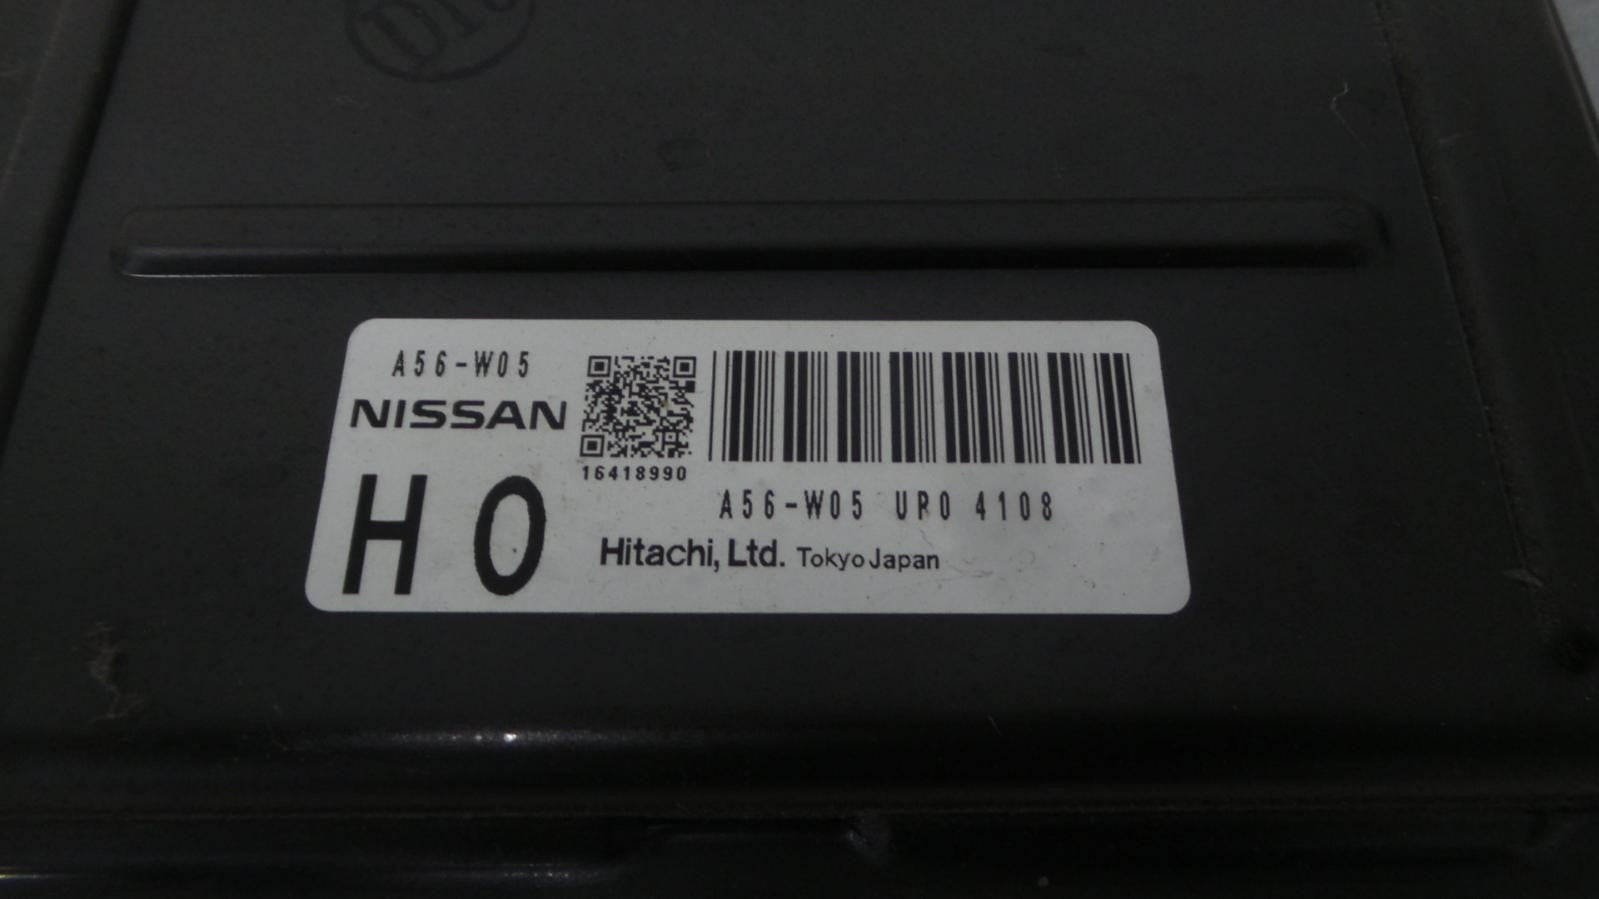 A56-W05
NISSAN
H0
16418990
A56-W05 UR0 4108
Hitachi, Ltd. Tokyo Japan